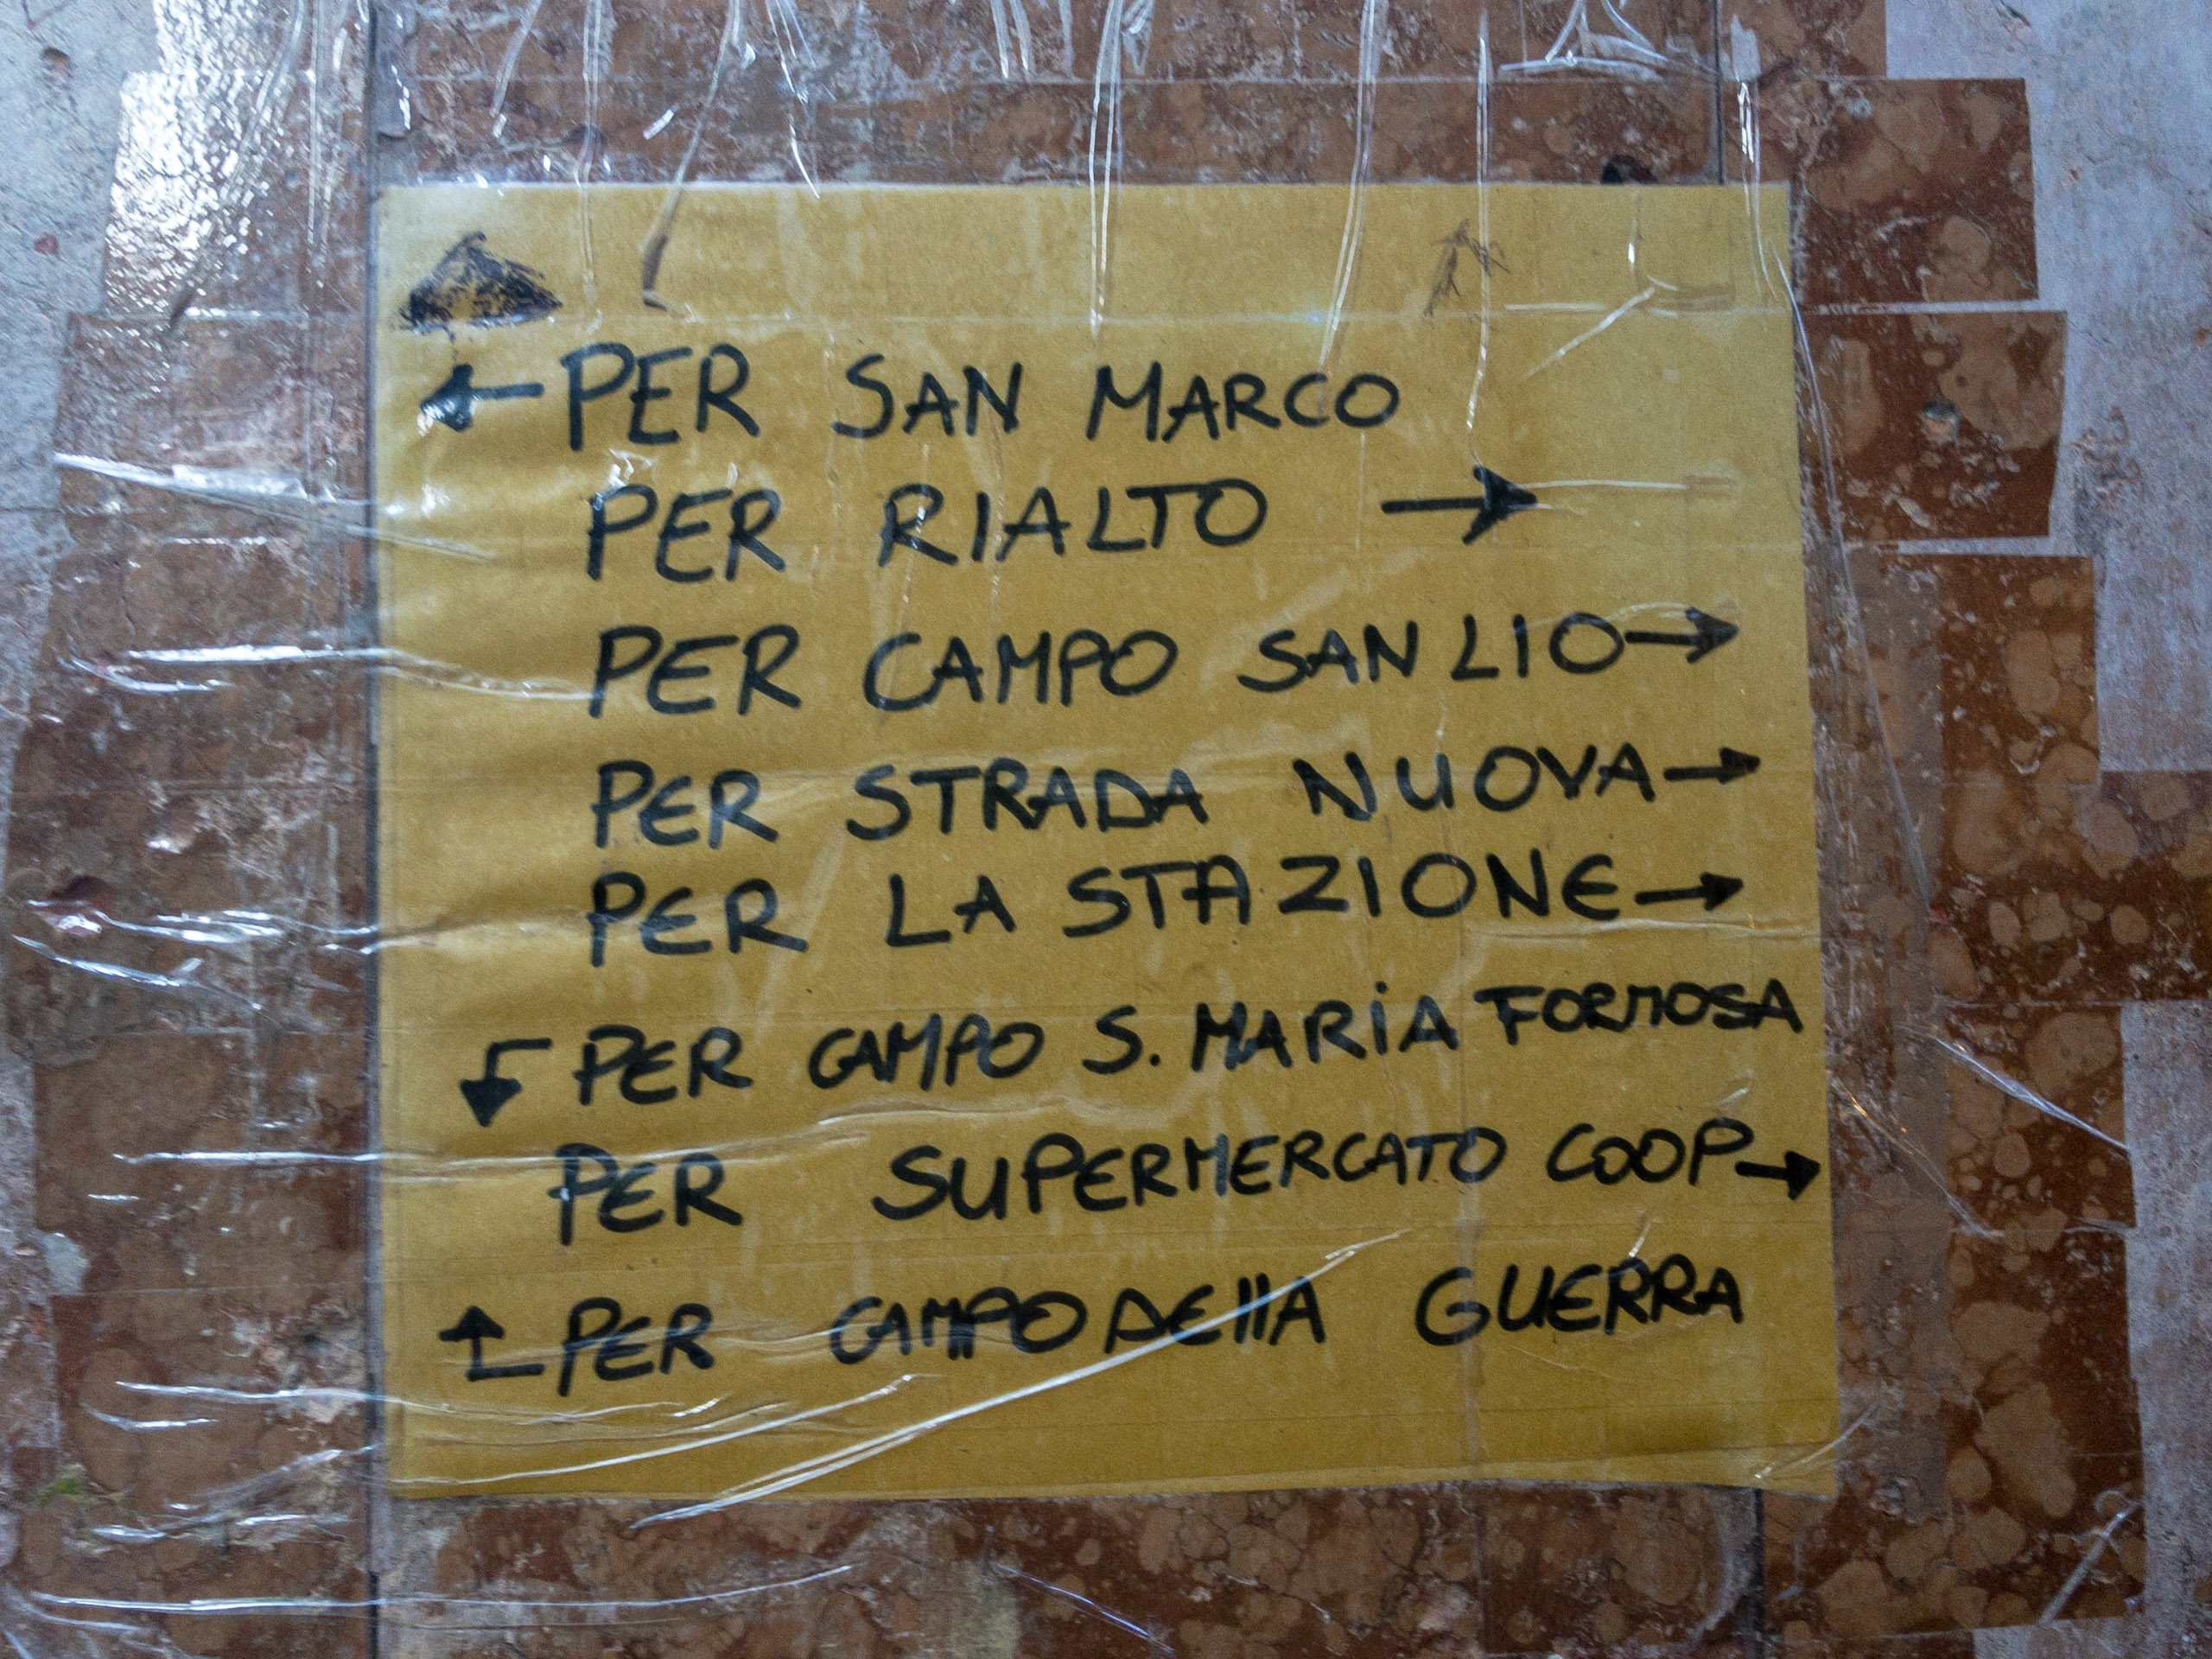 ← PER SAN MARCO
PER RIALTO →
PER CAMPO SAN LIO →
PER STRADA NUOVA →
PER LA STAZIONE →
PER CAMPO S. MARIA FORMOSA
PER SUPERMERCATO COOP →
PER CAMPO DELLA GUERRA